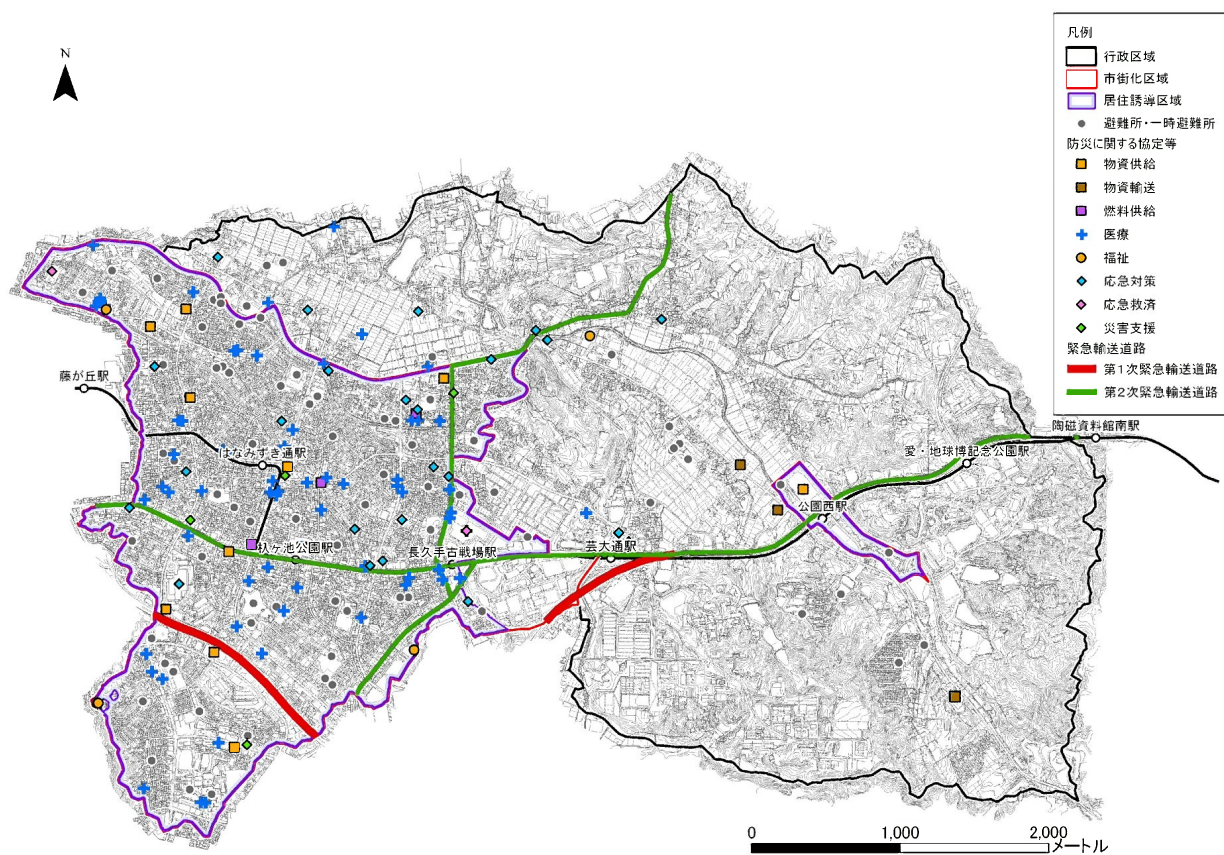 N
凡例
行政区域
市街化区域
居住誘導区域
避難所・一時避難所
防災に関する協定等
物資供給
物資輸送
燃料供給
医療
福祉
応急対策
応急救済
災害支援
緊急輸送道路
第1次緊急輸送道路
第2次緊急輸送道路
藤が丘駅
陶磁資料館南駅
はなみずき通駅
愛・地球博記念公園駅
公園西駅
杁ヶ池公園駅
長久手古戦場駅
芸大通駅
0 1,000 2,000
メートル